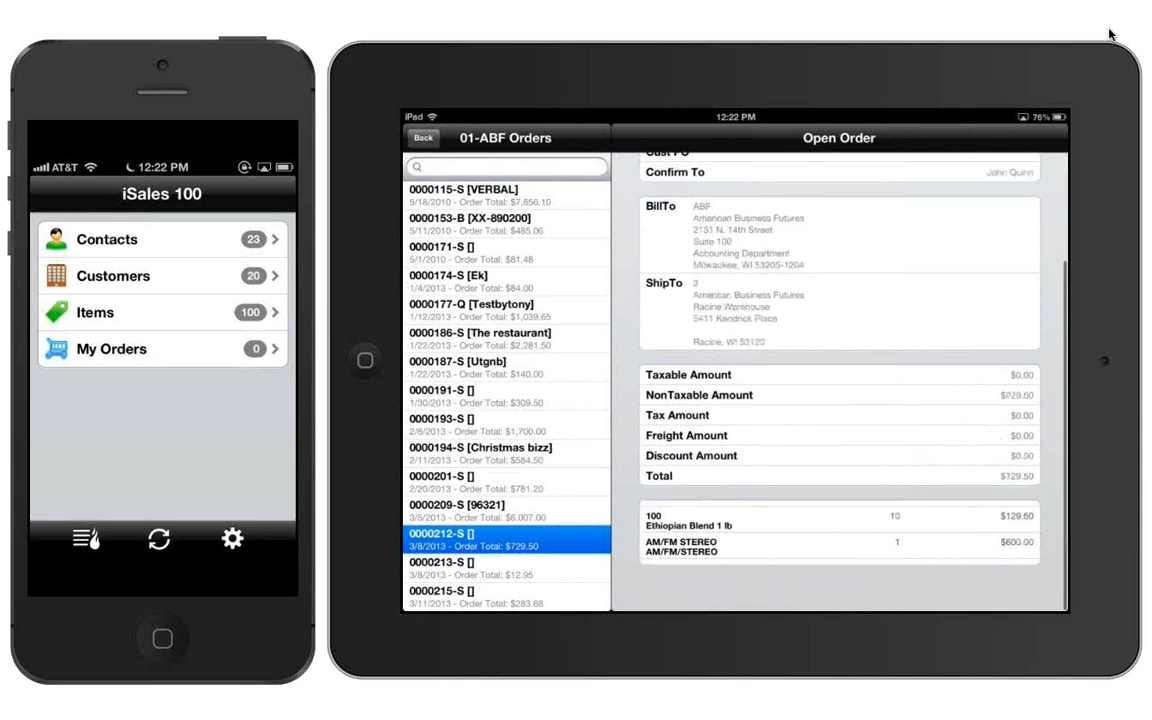 AT&T 12:22 PM
iSales 100
Contacts 23
Customers 20
Items 100
My Orders 0
iPad 12:22 PM 76%
Back 01-ABF Orders Open Order
0000115-S [VERBAL]
5/18/2010 - Order Total: $7,856.10
0000153-B [XX-890200]
5/11/2010 - Order Total: $485.06
0000171-S []
5/1/2010 - Order Total: $81.48
0000174-S [Ek]
1/4/2013 - Order Total: $84.00
0000177-Q [Testbytony]
1/12/2013 - Order Total: $1,039.65
0000186-S [The restaurant]
1/22/2013 - Order Total: $2,281.50
0000187-S [Utgnb]
1/22/2013 - Order Total: $140.00
0000191-S []
1/30/2013 - Order Total: $309.50
0000193-S []
2/6/2013 - Order Total: $1,700.00
0000194-S [Christmas bizz]
2/11/2013 - Order Total: $584.50
0000201-S []
2/20/2013 - Order Total: $781.20
0000209-S [96321]
3/5/2013 - Order Total: $6,007.00
0000212-S []
3/8/2013 - Order Total: $729.50
0000213-S []
3/8/2013 - Order Total: $12.95
0000215-S []
3/11/2013 - Order Total: $283.68
Cust PO
Confirm To John Quinn
BillTo ABF
American Business Futures
2131 N. 14th Street
Suite 100
Accounting Department
Milwaukee, WI 53205-1204
ShipTo 2
American Business Futures
Racine Warehouse
5411 Kendrick Place
Racine, WI 53120
Taxable Amount $0.00
NonTaxable Amount $729.50
Tax Amount $0.00
Freight Amount $0.00
Discount Amount $0.00
Total $729.50
100 10 $129.50
Ethiopian Blend 1 lb
AM/FM STEREO 1 $600.00
AM/FM/STEREO